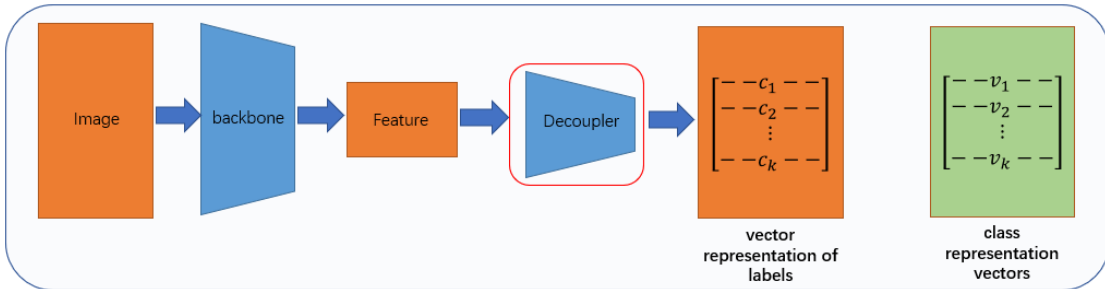 Image
backbone
Feature
Decoupler
[− −c₁ − −
− −c₂ − −
⋮
− −cₖ − −]
vector
representation of
labels
[− −v₁ − −
− −v₂ − −
⋮
− −vₖ − −]
class
representation
vectors